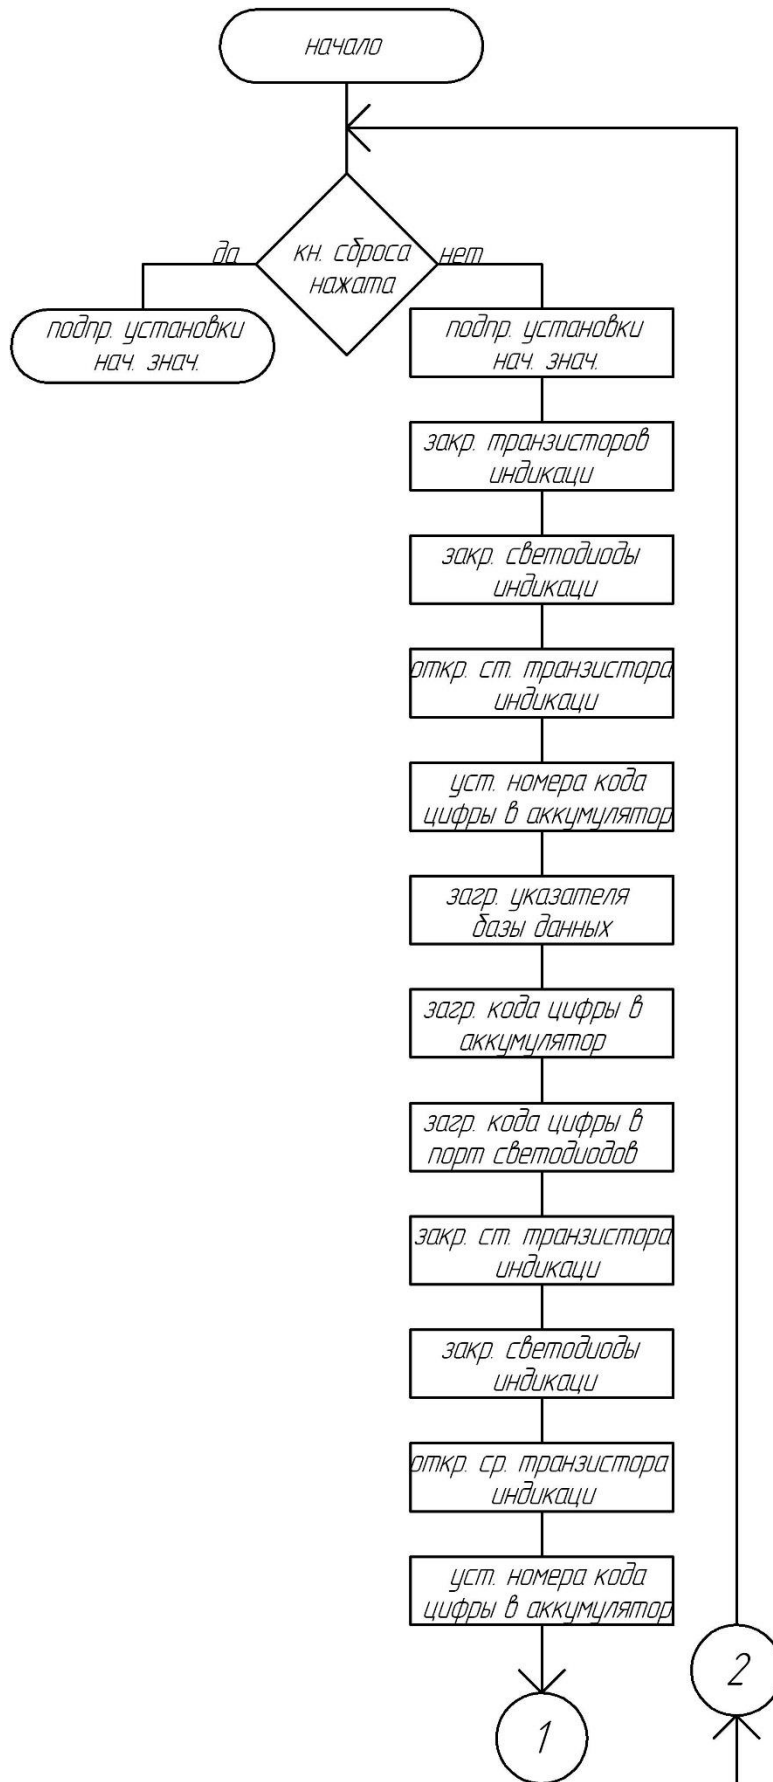 начало
кн. сброса
нажата
да
нет
подпр. установки
нач. знач.
подпр. установки
нач. знач.
закр. транзисторов
индикаци
закр. светодиоды
индикаци
откр. ст. транзистора
индикаци
уст. номера кода
цифры в аккумулятор
загр. указателя
базы данных
загр. кода цифры в
аккумулятор
загр. кода цифры в
порт светодиодов
закр. ст. транзистора
индикаци
закр. светодиоды
индикаци
откр. ср. транзистора
индикаци
уст. номера кода
цифры в аккумулятор
2
1